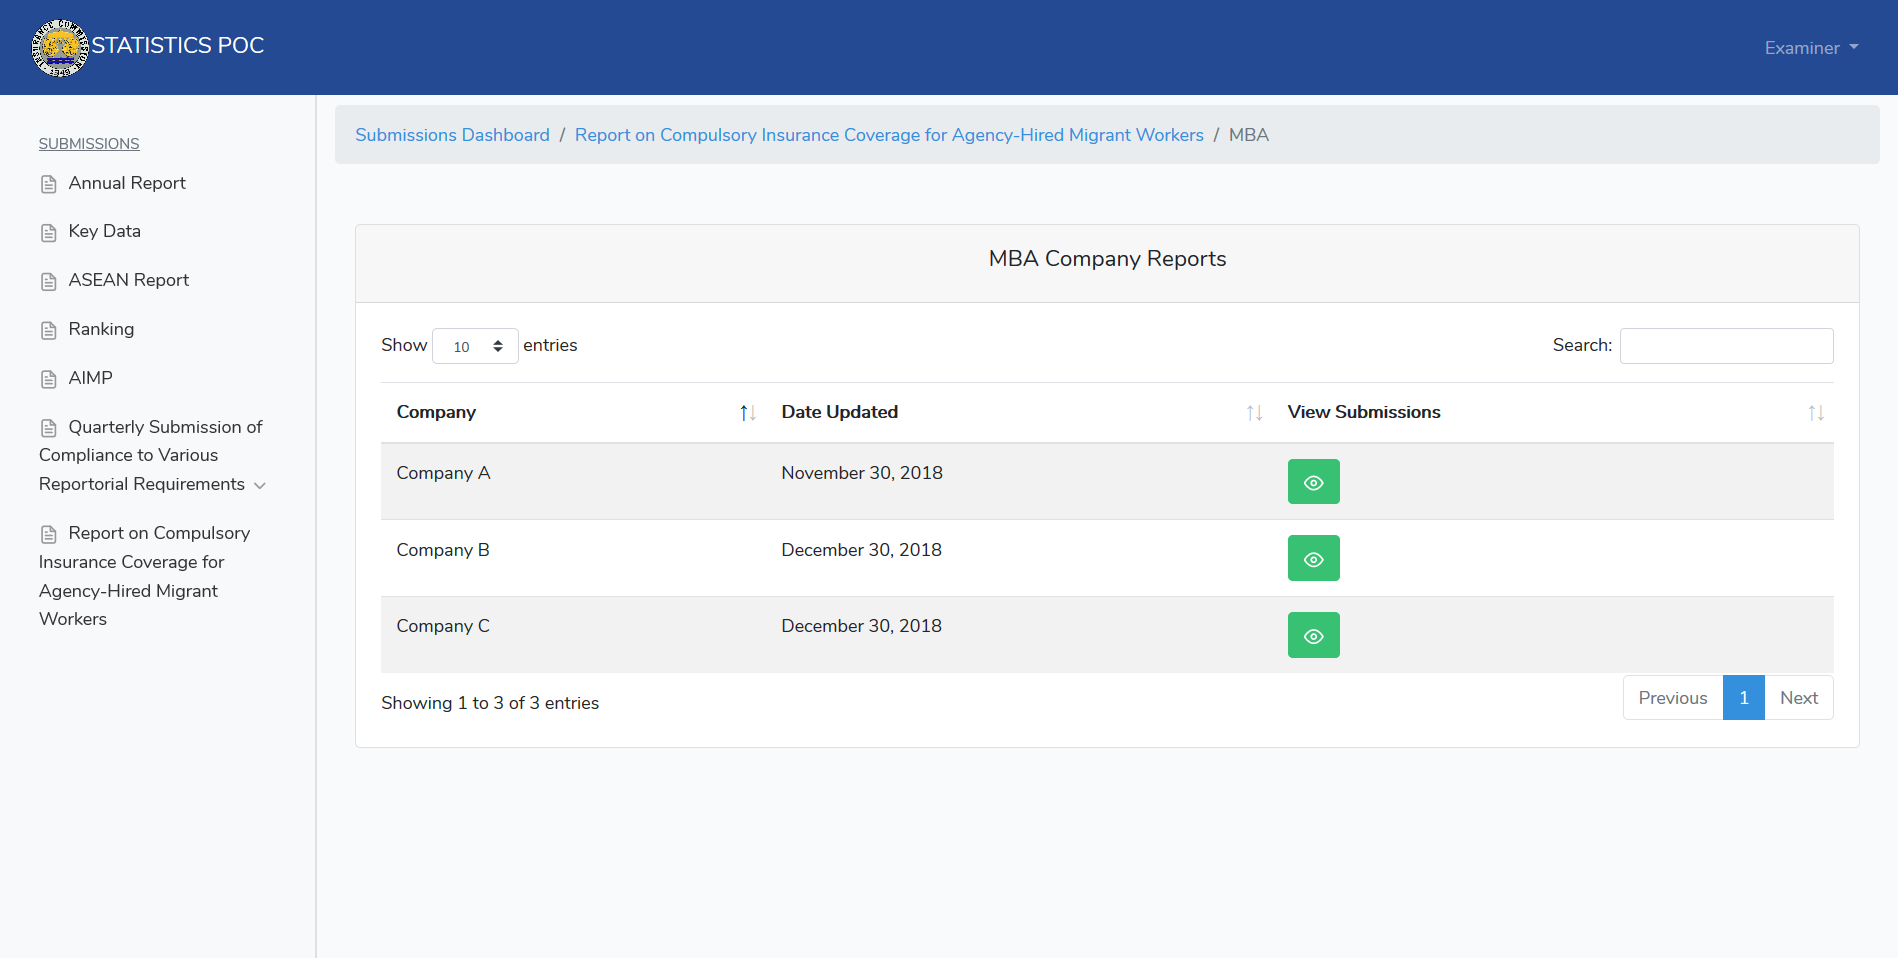 STATISTICS POC
Examiner
SUBMISSIONS
Annual Report
Key Data
ASEAN Report
Ranking
AIMP
Quarterly Submission of
Compliance to Various
Reportorial Requirements
Report on Compulsory
Insurance Coverage for
Agency-Hired Migrant
Workers
Submissions Dashboard / Report on Compulsory Insurance Coverage for Agency-Hired Migrant Workers / MBA
MBA Company Reports
Show 10 entries
Search:
Company Date Updated View Submissions
Company A November 30, 2018
Company B December 30, 2018
Company C December 30, 2018
Showing 1 to 3 of 3 entries
Previous 1 Next